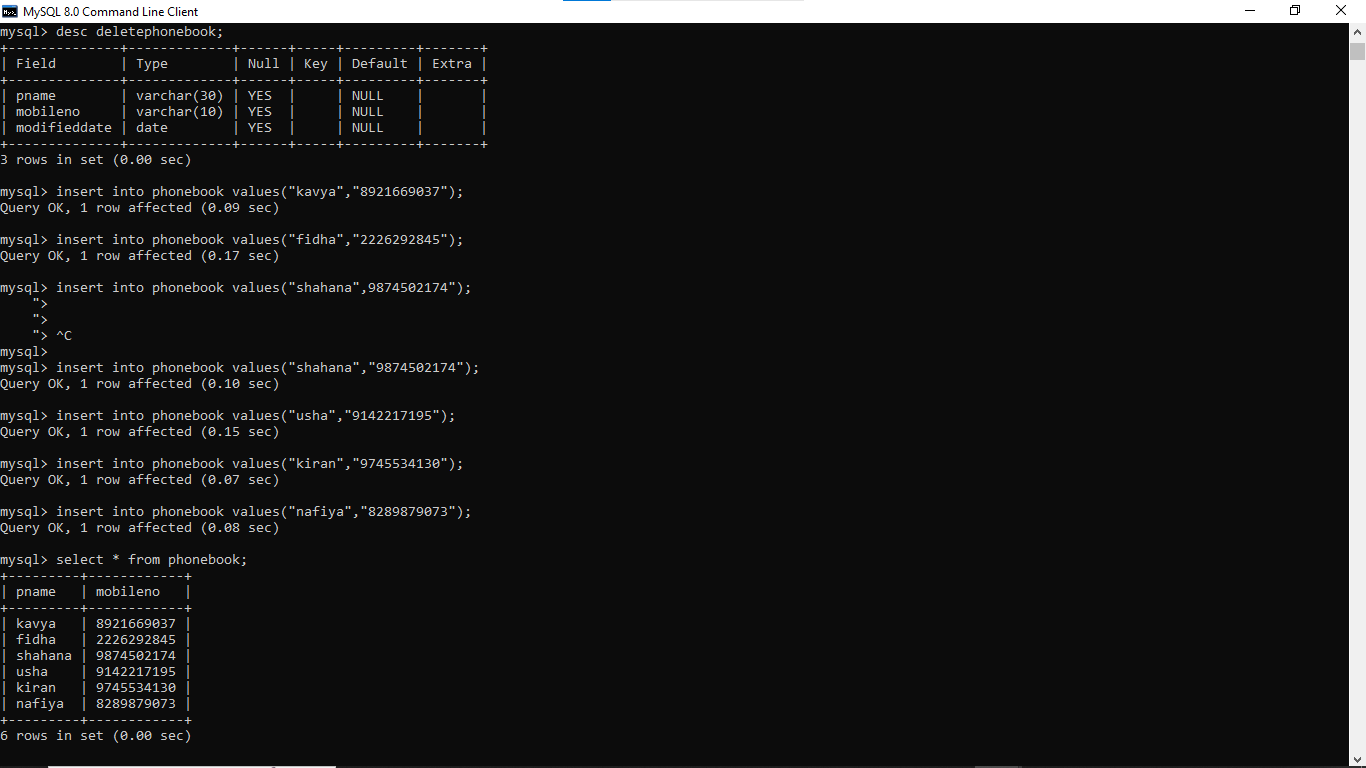 MySQL 8.0 Command Line Client
mysql> desc deletephonebook;
+--------------+-------------+------+-----+---------+-------+
| Field        | Type        | Null | Key | Default | Extra |
+--------------+-------------+------+-----+---------+-------+
| pname        | varchar(30) | YES  |     | NULL    |       |
| mobileno     | varchar(10) | YES  |     | NULL    |       |
| modifieddate | date        | YES  |     | NULL    |       |
+--------------+-------------+------+-----+---------+-------+
3 rows in set (0.00 sec)

mysql> insert into phonebook values("kavya","8921669037");
Query OK, 1 row affected (0.09 sec)

mysql> insert into phonebook values("fidha","2226292845");
Query OK, 1 row affected (0.17 sec)

mysql> insert into phonebook values("shahana",9874502174");
    ">
    ">
    "> ^C
mysql>
mysql> insert into phonebook values("shahana","9874502174");
Query OK, 1 row affected (0.10 sec)

mysql> insert into phonebook values("usha","9142217195");
Query OK, 1 row affected (0.15 sec)

mysql> insert into phonebook values("kiran","9745534130");
Query OK, 1 row affected (0.07 sec)

mysql> insert into phonebook values("nafiya","8289879073");
Query OK, 1 row affected (0.08 sec)

mysql> select * from phonebook;
+---------+------------+
| pname   | mobileno   |
+---------+------------+
| kavya   | 8921669037 |
| fidha   | 2226292845 |
| shahana | 9874502174 |
| usha    | 9142217195 |
| kiran   | 9745534130 |
| nafiya  | 8289879073 |
+---------+------------+
6 rows in set (0.00 sec)